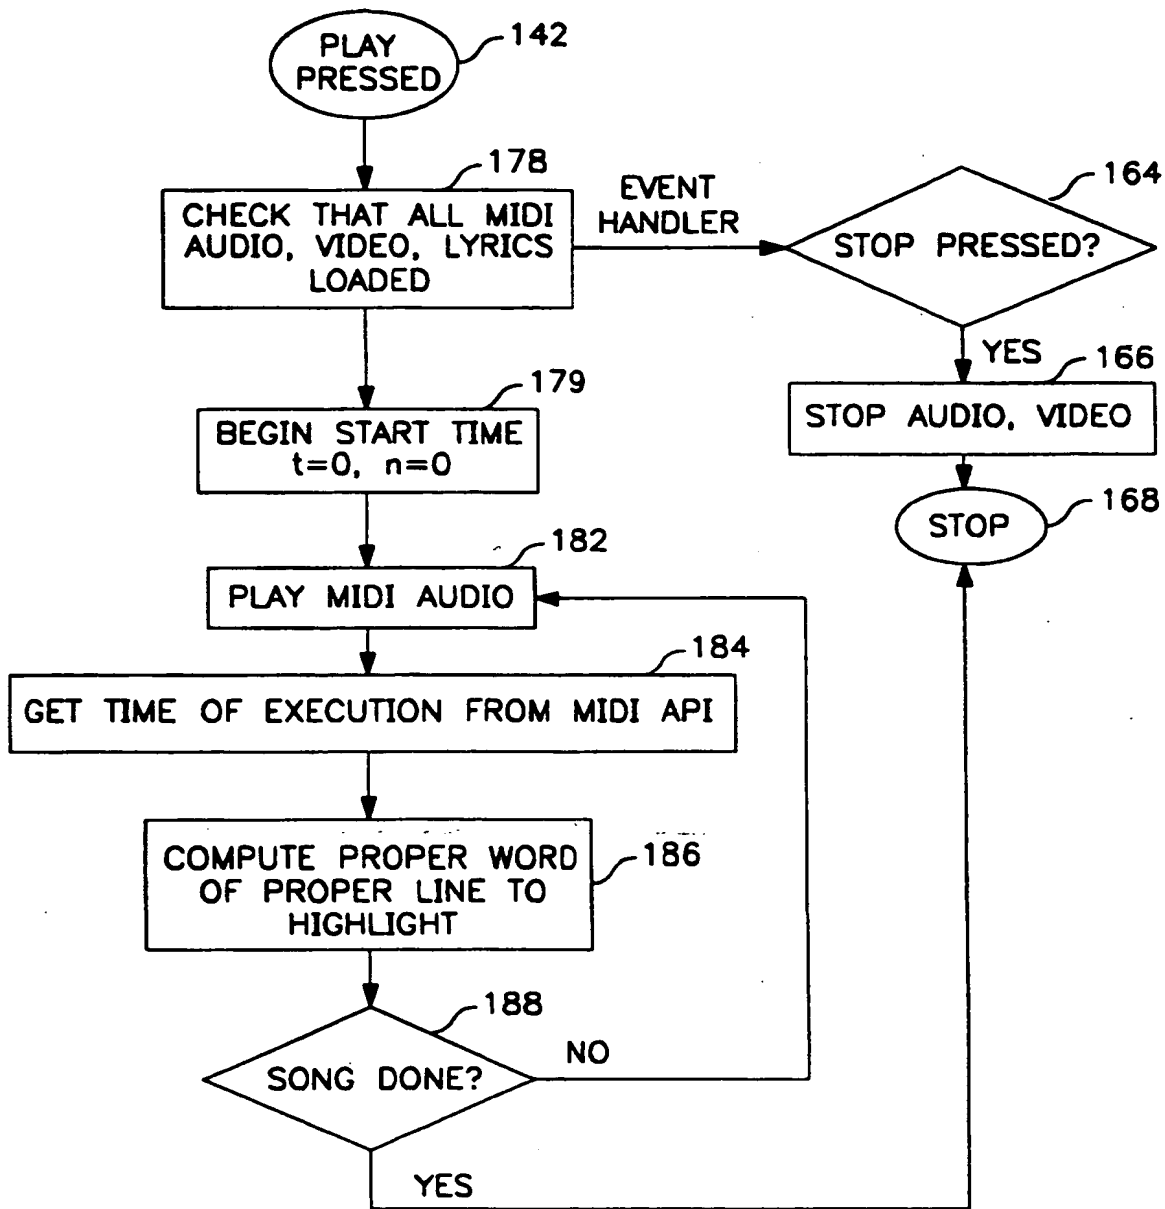 PLAY
PRESSED
142
178
CHECK THAT ALL MIDI
AUDIO, VIDEO, LYRICS
LOADED
EVENT
HANDLER
164
STOP PRESSED?
YES
166
STOP AUDIO, VIDEO
168
STOP
179
BEGIN START TIME
t=0, n=0
182
PLAY MIDI AUDIO
184
GET TIME OF EXECUTION FROM MIDI API
COMPUTE PROPER WORD
OF PROPER LINE TO
HIGHLIGHT
186
188
SONG DONE?
NO
YES